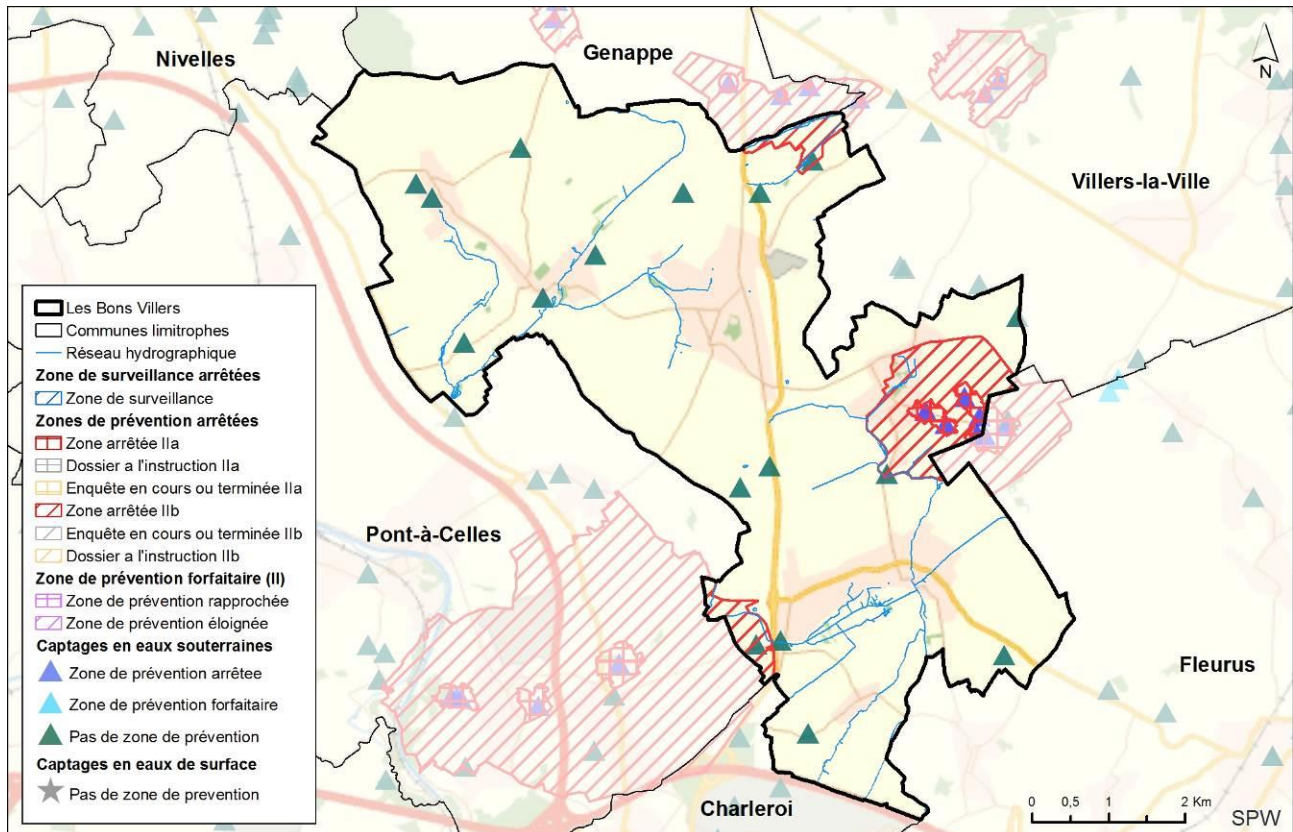 Nivelles
Genappe
N
Villers-la-Ville
Les Bons Villers
Communes limitrophes
Réseau hydrographique
Zone de surveillance arrêtées
Zone de surveillance
Zones de prévention arrêtées
Zone arrêtée IIa
Dossier a l'instruction IIa
Enquête en cours ou terminée IIa
Zone arrêtée IIb
Enquête en cours ou terminée IIb
Dossier a l'instruction IIb
Zone de prévention forfaitaire (II)
Zone de prévention rapprochée
Zone de prévention éloignée
Captages en eaux souterraines
Zone de prévention arrêtee
Zone de prévention forfaitaire
Pas de zone de prévention
Captages en eaux de surface
Pas de zone de prevention
Pont-à-Celles
Fleurus
Charleroi
0 0,5 1 2 Km
SPW